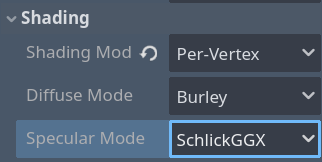 Shading
Shading Mod Per-Vertex
Diffuse Mode Burley
Specular Mode SchlickGGX